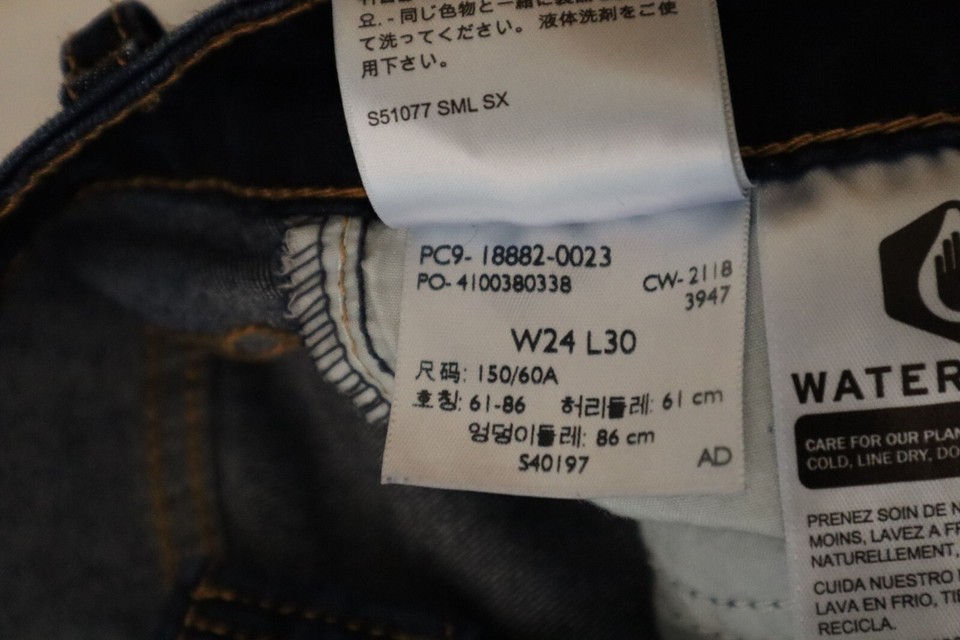 요. - 同じ色物と一緒に裏返し
て洗ってください。 液体洗剤をご使
用下さい。
S51077 SML SX
PC9- 18882-0023
PO- 4100380338
CW- 2118
3947
W24 L30
尺码: 150/60A
호칭: 61-86 허리둘레: 61 cm
엉덩이둘레: 86 cm
S40197
AD
WATER
CARE FOR OUR PLAN
COLD, LINE DRY, DO
PRENEZ SOIN DE N
MOINS, LAVEZ A FR
NATURELLEMENT,
CUIDA NUESTRO
LAVA EN FRIO, TIE
RECICLA.